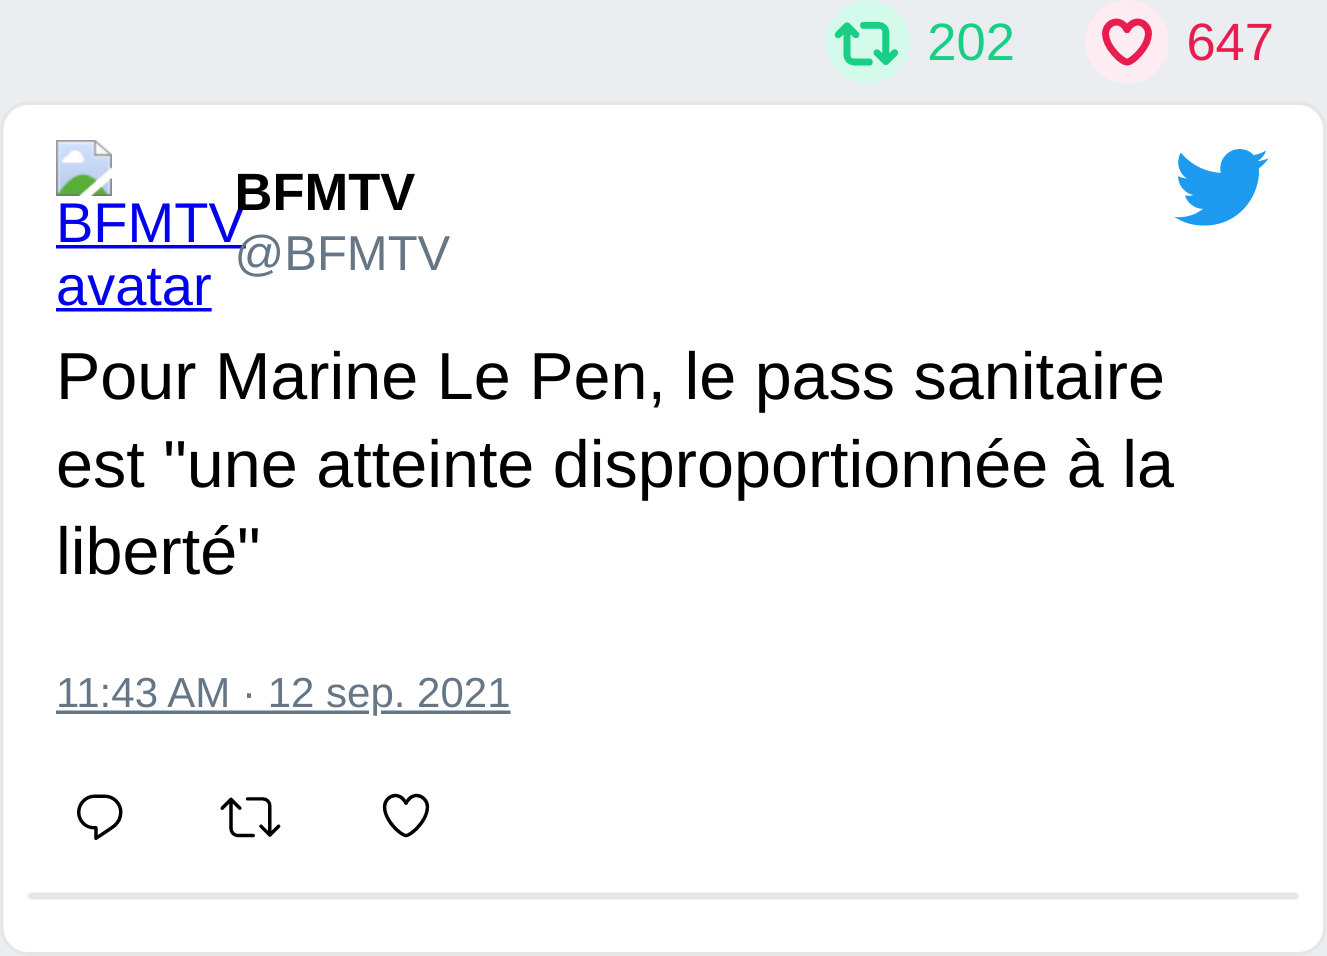 202 647
BFMTV
@BFMTV
BFMTV
avatar
Pour Marine Le Pen, le pass sanitaire
est "une atteinte disproportionnée à la
liberté"
11:43 AM · 12 sep. 2021